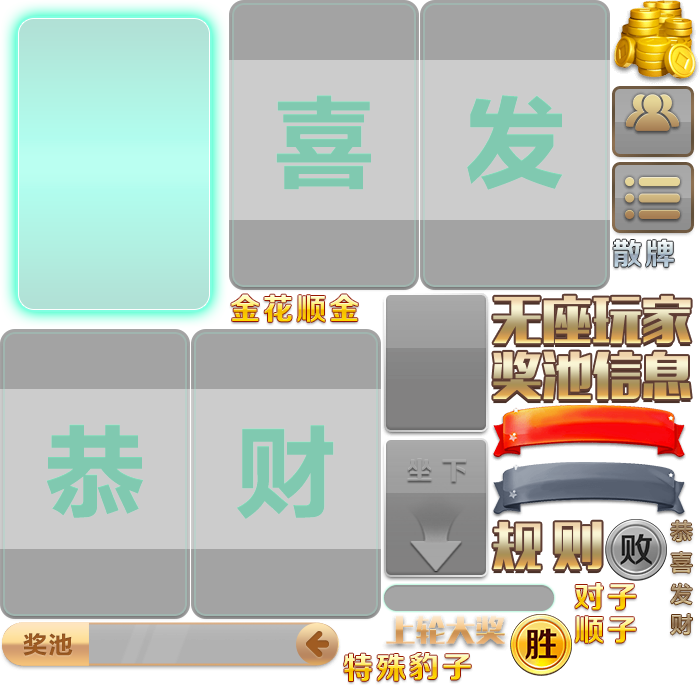 喜
发
散牌
金花顺金
无座玩家
奖池信息
恭
财
坐下
规则
败
恭喜发财
对子
顺子
上轮大奖
胜
奖池
特殊豹子